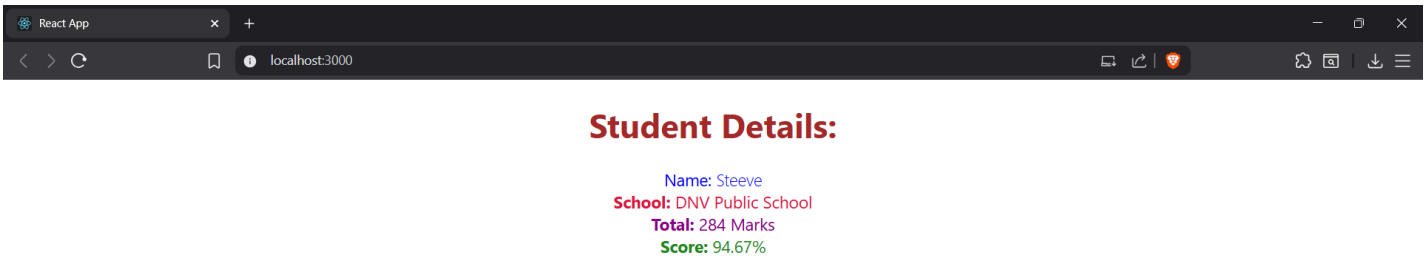 React App
localhost:3000
Student Details:
Name: Steeve
School: DNV Public School
Total: 284 Marks
Score: 94.67%